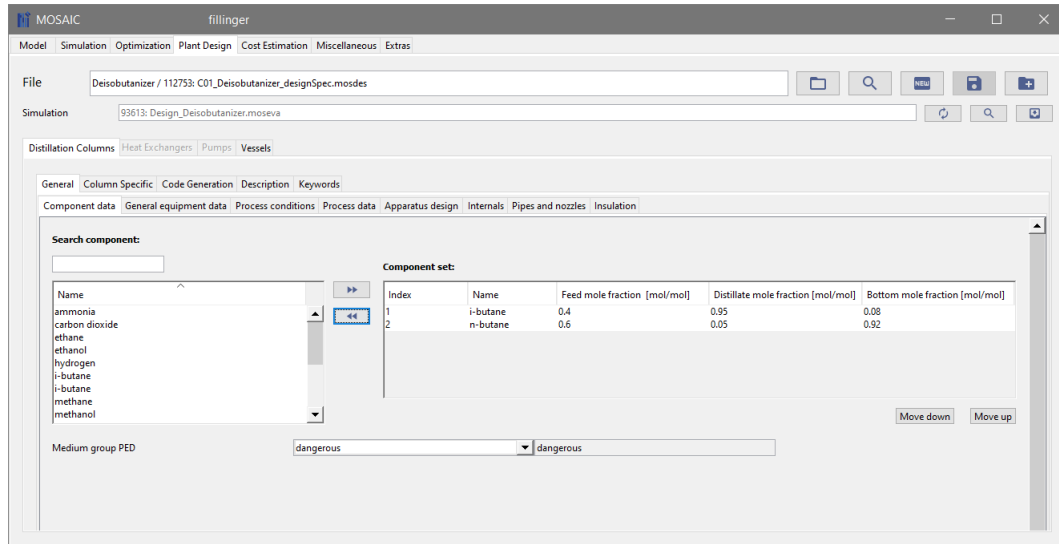 MOSAIC fillinger
Model Simulation Optimization Plant Design Cost Estimation Miscellaneous Extras
File Deisobutanizer / 112753: C01_Deisobutanizer_designSpec.mosdes NEW
Simulation 93613: Design_Deisobutanizer.moseva
Distillation Columns Heat Exchangers Pumps Vessels
General Column Specific Code Generation Description Keywords
Component data General equipment data Process conditions Process data Apparatus design Internals Pipes and nozzles Insulation
Search component:
Component set:
Name
ammonia
carbon dioxide
ethane
ethanol
hydrogen
i-butane
i-butane
methane
methanol
Index Name Feed mole fraction [mol/mol] Distillate mole fraction [mol/mol] Bottom mole fraction [mol/mol]
1 i-butane 0.4 0.95 0.08
2 n-butane 0.6 0.05 0.92
Move down Move up
Medium group PED dangerous dangerous